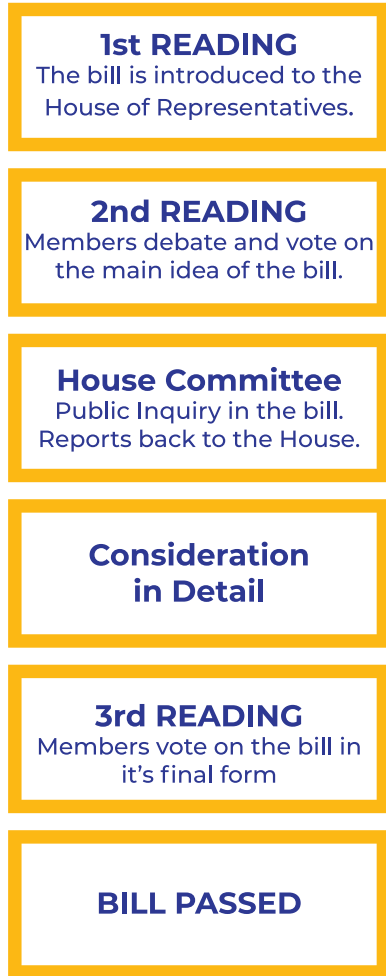 1st READING
The bill is introduced to the
House of Representatives.
2nd READING
Members debate and vote on
the main idea of the bill.
House Committee
Public Inquiry in the bill.
Reports back to the House.
Consideration
in Detail
3rd READING
Members vote on the bill in
it's final form
BILL PASSED